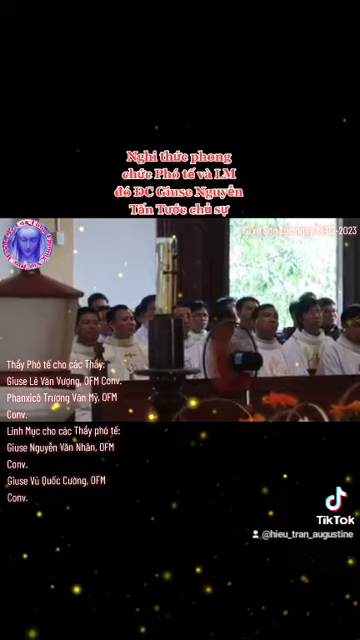 Nghi thức phong
chức Phó tế và LM
do ĐC Giuse Nguyễn
Tấn Tước chủ sự
Thầy Phó tế cho các Thầy:
Giuse Lê Văn Vượng, OFM Conv.
Phanxicô Trương Văn Mỹ, OFM
Conv.
Linh Mục cho các Thầy phó tế:
Giuse Nguyễn Văn Nhân, OFM
Conv.
Giuse Vũ Quốc Cường, OFM
Conv.
TikTok
@hieu_tran_augustine